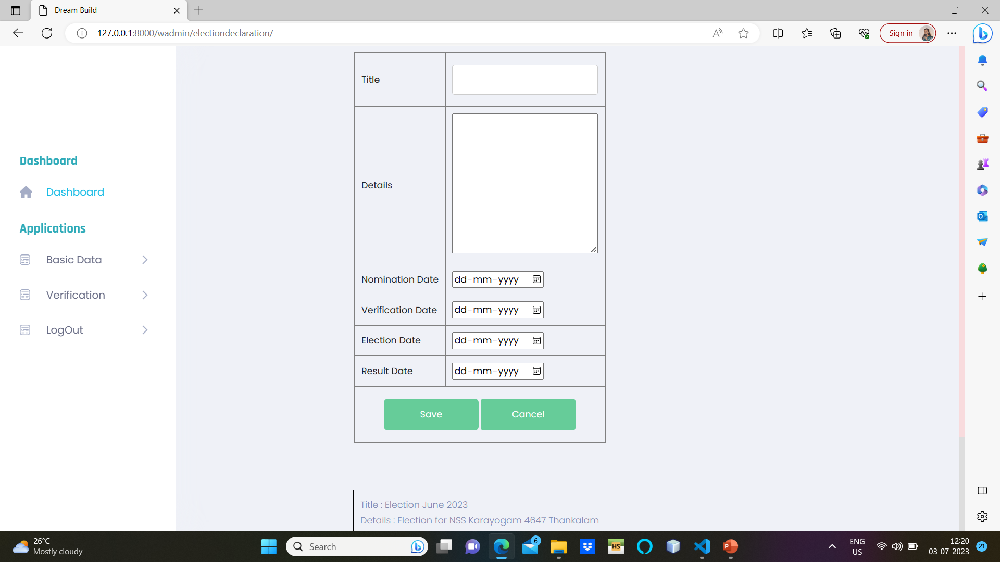 Dream Build
127.0.0.1:8000/wadmin/electiondeclaration/
Sign in
Dashboard
Dashboard
Applications
Basic Data
Verification
LogOut
Title
Details
Nomination Date dd-mm-yyyy
Verification Date dd-mm-yyyy
Election Date dd-mm-yyyy
Result Date dd-mm-yyyy
Save Cancel
Title : Election June 2023
Details : Election for NSS Karayogam 4647 Thankalam
26°C
Mostly cloudy
Search
6
HS
P
ENG
US
12:20
03-07-2023
21